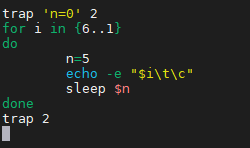 trap 'n=0' 2
for i in {6..1}
do
        n=5
        echo -e "$i\t\c"
        sleep $n
done
trap 2